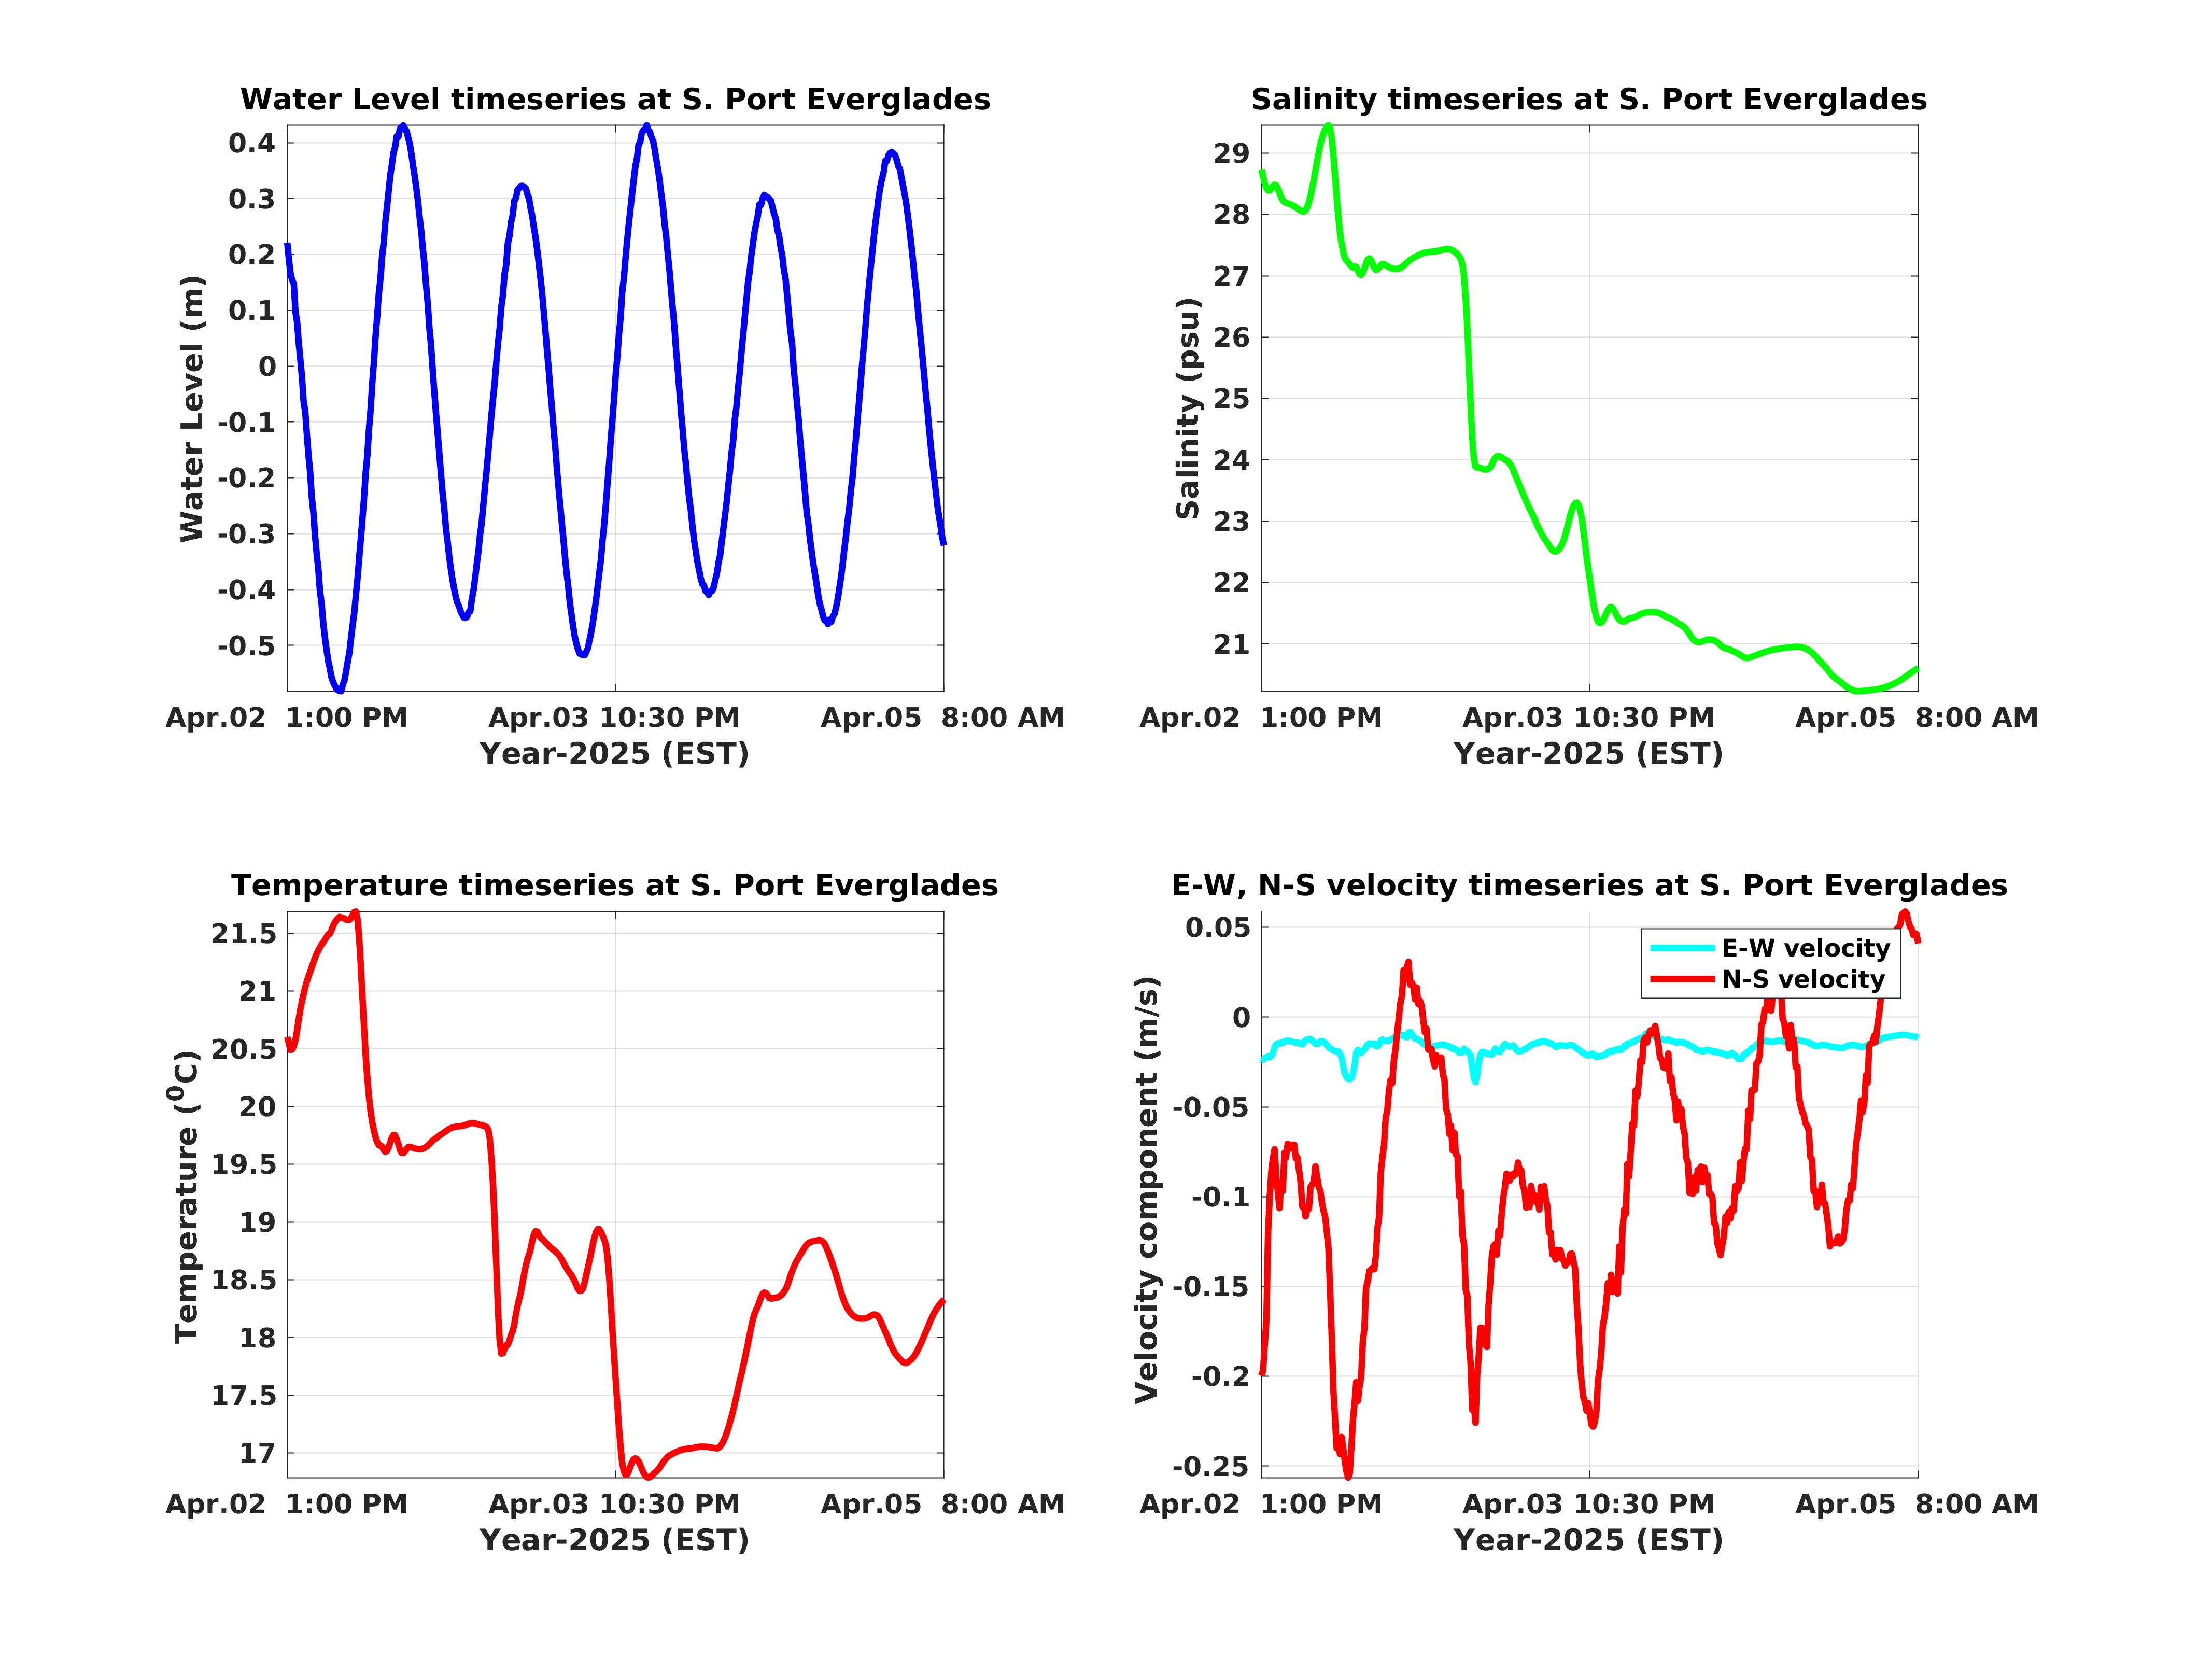 Water Level timeseries at S. Port Everglades
Water Level (m)
0.4
0.3
0.2
0.1
0
-0.1
-0.2
-0.3
-0.4
-0.5
Apr.02 1:00 PM
Apr.03 10:30 PM
Apr.05 8:00 AM
Year-2025 (EST)
Salinity timeseries at S. Port Everglades
Salinity (psu)
29
28
27
26
25
24
23
22
21
Apr.02 1:00 PM
Apr.03 10:30 PM
Apr.05 8:00 AM
Year-2025 (EST)
Temperature timeseries at S. Port Everglades
Temperature (⁰C)
21.5
21
20.5
20
19.5
19
18.5
18
17.5
17
Apr.02 1:00 PM
Apr.03 10:30 PM
Apr.05 8:00 AM
Year-2025 (EST)
E-W, N-S velocity timeseries at S. Port Everglades
Velocity component (m/s)
0.05
0
-0.05
-0.1
-0.15
-0.2
-0.25
E-W velocity
N-S velocity
Apr.02 1:00 PM
Apr.03 10:30 PM
Apr.05 8:00 AM
Year-2025 (EST)